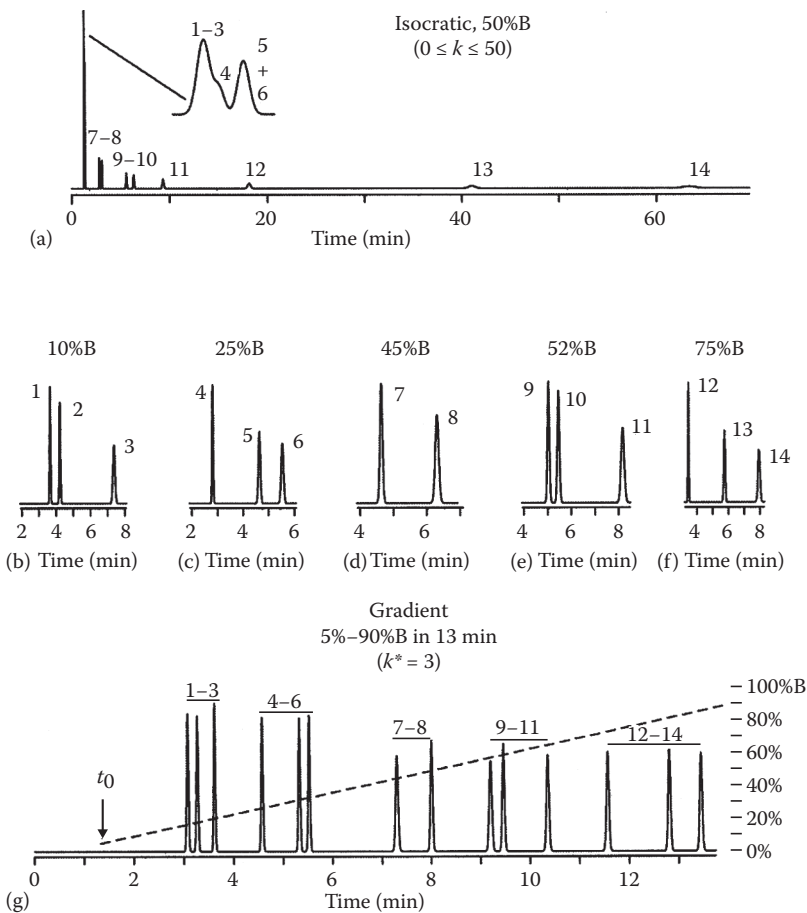 Isocratic, 50%B
(0 ≤ k ≤ 50)
1–3
4
5
+
6
7–8
9–10
11
12
13
14
0
20
40
60
(a)
Time (min)
10%B
25%B
45%B
52%B
75%B
1
2
3
4
5
6
7
8
9
10
11
12
13
14
2 4 6 8
2 4 6
4 6
4 6 8
4 6 8
(b) Time (min)
(c) Time (min)
(d) Time (min)
(e) Time (min)
(f) Time (min)
Gradient
5%–90%B in 13 min
(k* = 3)
1–3
4–6
7–8
9–11
12–14
t0
100%B
80%
60%
40%
20%
0%
0 2 4 6 8 10 12
(g)
Time (min)